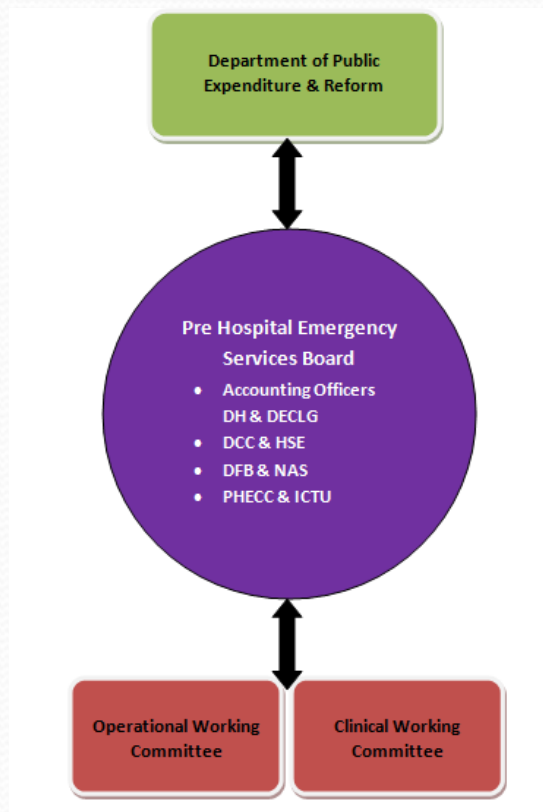 Department of Public
Expenditure & Reform
Pre Hospital Emergency
Services Board
• Accounting Officers
DH & DECLG
• DCC & HSE
• DFB & NAS
• PHECC & ICTU
Operational Working
Committee
Clinical Working
Committee